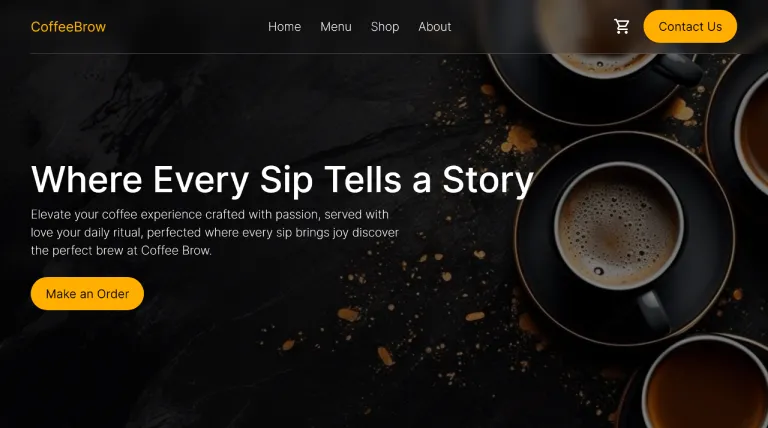 CoffeeBrow
Home
Menu
Shop
About
Contact Us
Where Every Sip Tells a Story
Elevate your coffee experience crafted with passion, served with
love your daily ritual, perfected where every sip brings joy discover
the perfect brew at Coffee Brow.
Make an Order